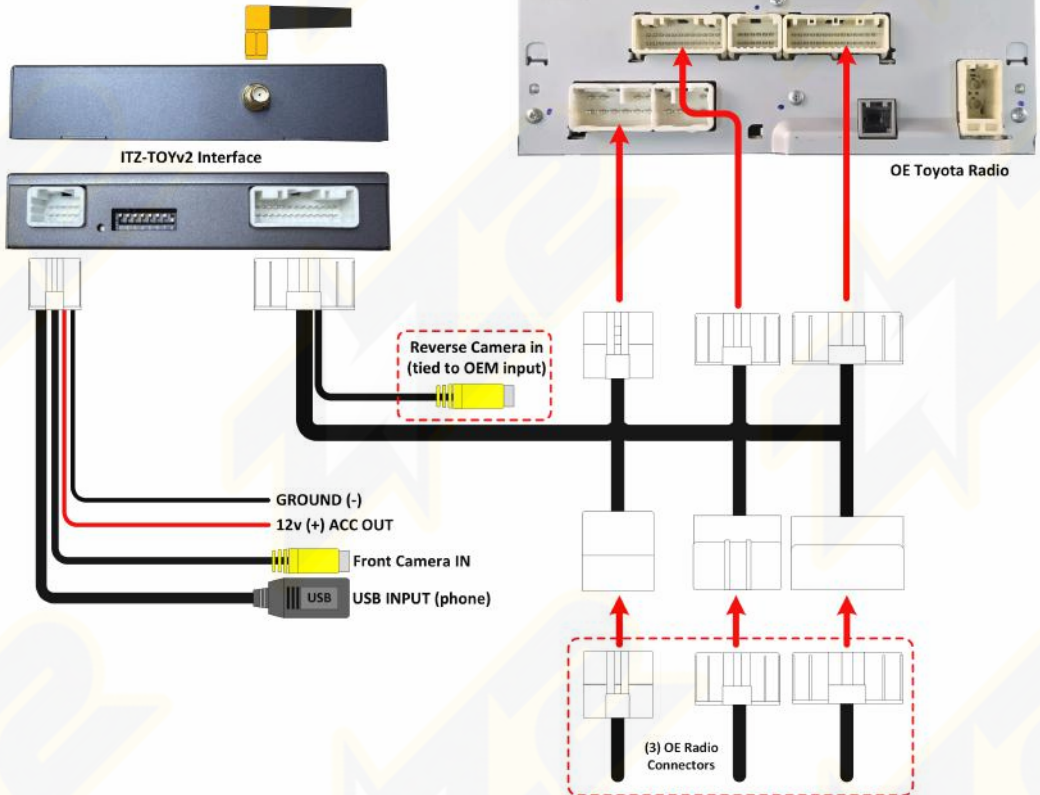 ITZ-TOYv2 Interface
OE Toyota Radio
Reverse Camera in
(tied to OEM input)
GROUND (-)
12v (+) ACC OUT
Front Camera IN
USB
USB INPUT (phone)
(3) OE Radio
Connectors